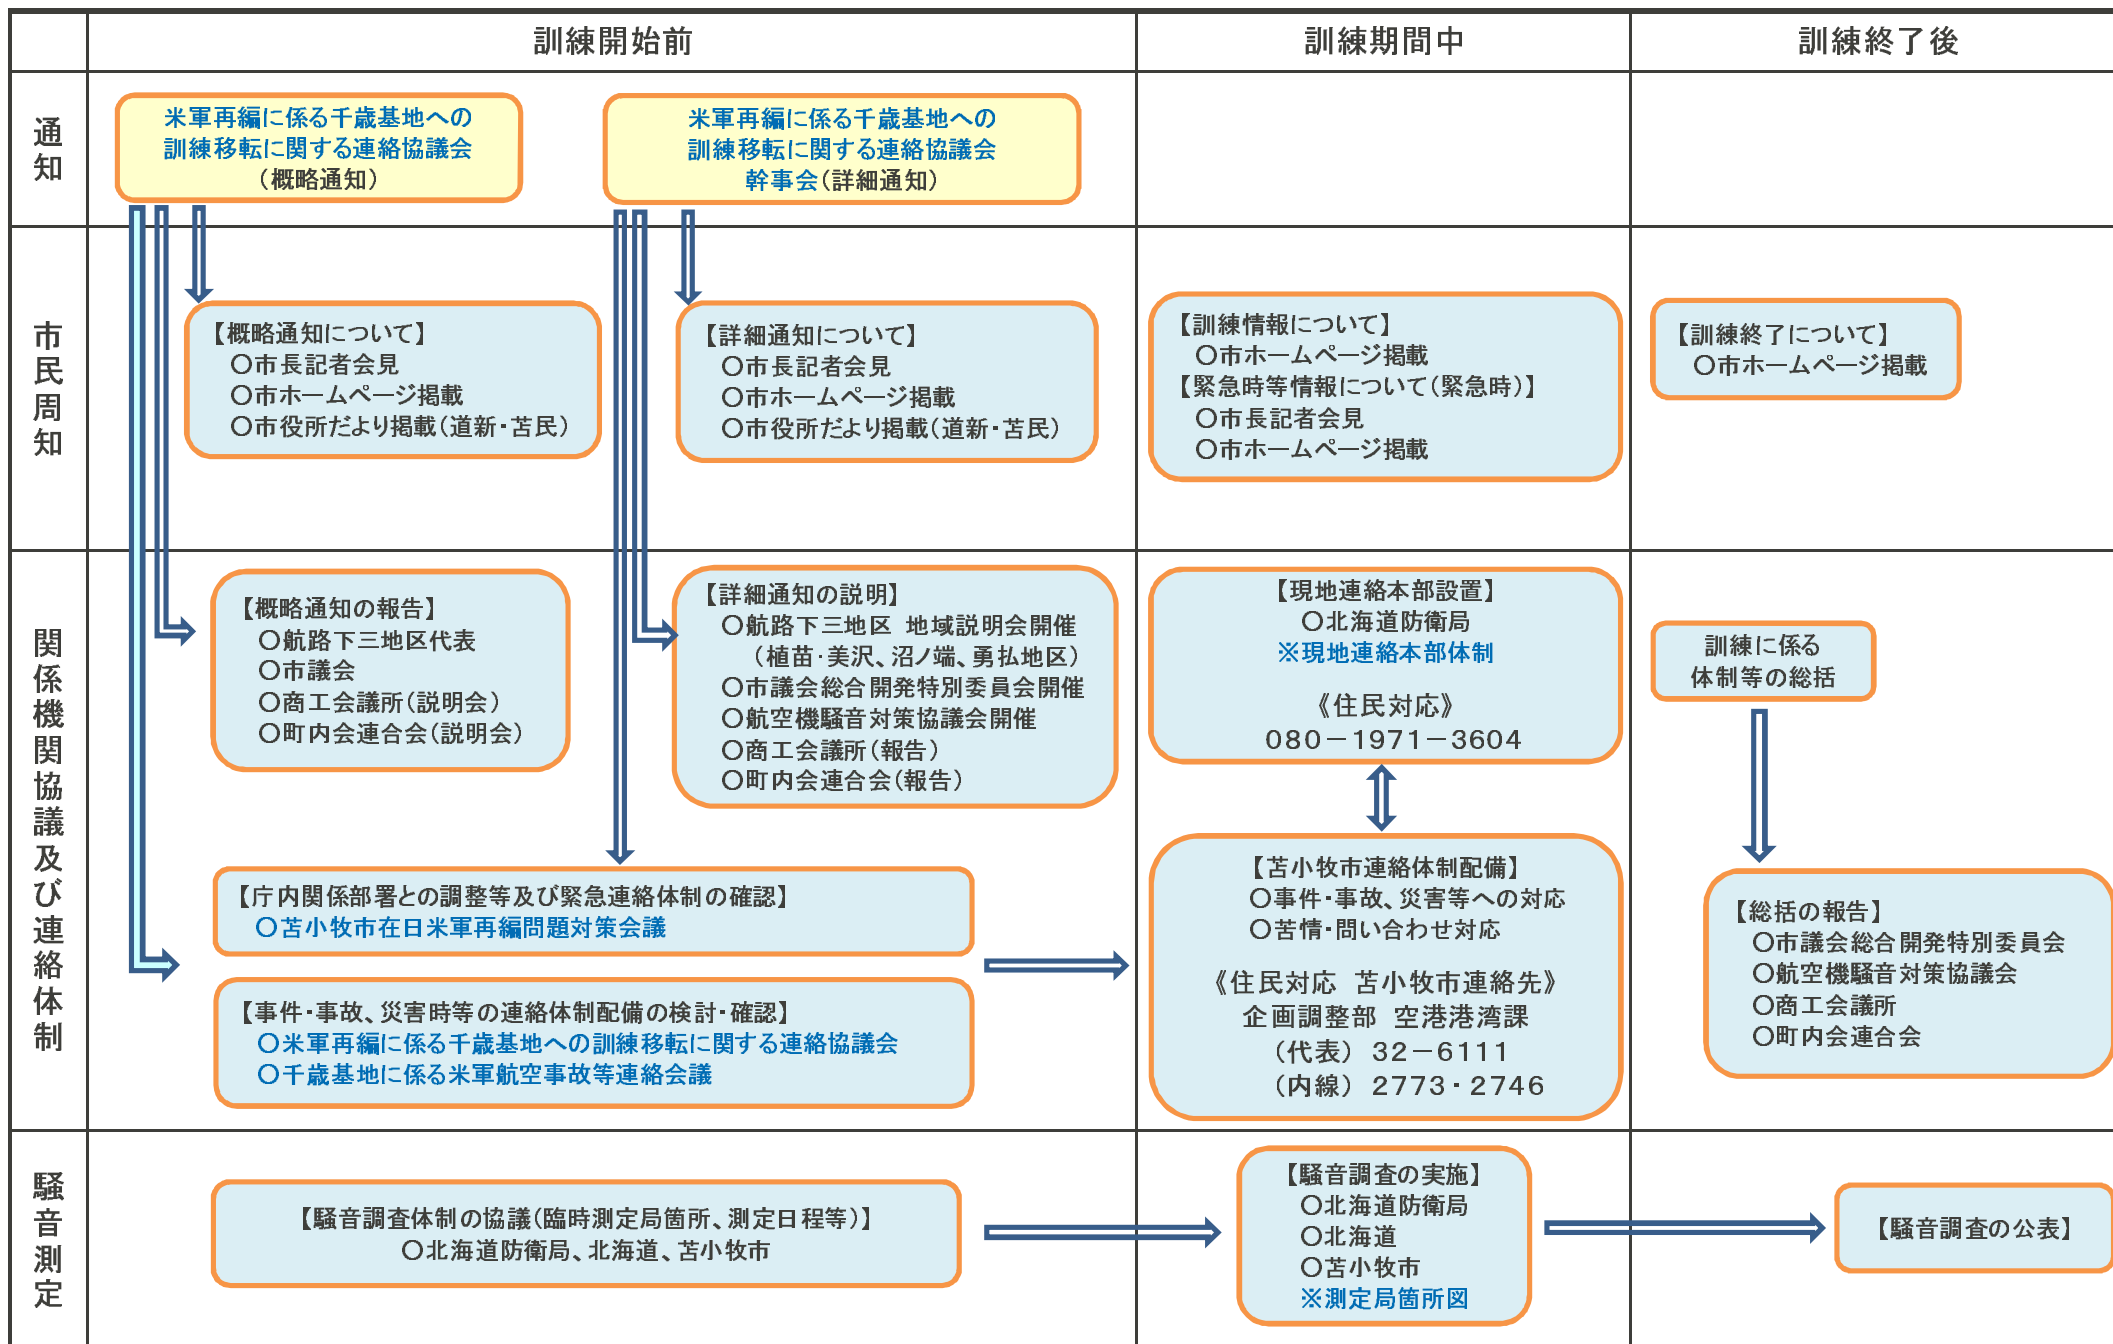 訓練開始前
訓練期間中
訓練終了後
通知
米軍再編に係る千歳基地への
訓練移転に関する連絡協議会
（概略通知）
米軍再編に係る千歳基地への
訓練移転に関する連絡協議会
幹事会（詳細通知）
市民周知
【概略通知について】
○市長記者会見
○市ホームページ掲載
○市役所だより掲載（道新・苫民）
【詳細通知について】
○市長記者会見
○市ホームページ掲載
○市役所だより掲載（道新・苫民）
【訓練情報について】
○市ホームページ掲載
【緊急時等情報について（緊急時）】
○市長記者会見
○市ホームページ掲載
【訓練終了について】
○市ホームページ掲載
関係機関協議及び連絡体制
【概略通知の報告】
○航路下三地区代表
○市議会
○商工会議所（説明会）
○町内会連合会（説明会）
【詳細通知の説明】
○航路下三地区 地域説明会開催
（植苗・美沢、沼ノ端、勇払地区）
○市議会総合開発特別委員会開催
○航空機騒音対策協議会開催
○商工会議所（報告）
○町内会連合会（報告）
【庁内関係部署との調整等及び緊急連絡体制の確認】
○苫小牧市在日米軍再編問題対策会議
【事件・事故、災害時等の連絡体制配備の検討・確認】
○米軍再編に係る千歳基地への訓練移転に関する連絡協議会
○千歳基地に係る米軍航空事故等連絡会議
【現地連絡本部設置】
○北海道防衛局
※現地連絡本部体制
《住民対応》
080－1971－3604
【苫小牧市連絡体制配備】
○事件・事故、災害等への対応
○苦情・問い合わせ対応
《住民対応 苫小牧市連絡先》
企画調整部 空港港湾課
（代表） 32－6111
（内線） 2773・2746
訓練に係る
体制等の総括
【総括の報告】
○市議会総合開発特別委員会
○航空機騒音対策協議会
○商工会議所
○町内会連合会
騒音測定
【騒音調査体制の協議（臨時測定局箇所、測定日程等）】
○北海道防衛局、北海道、苫小牧市
【騒音調査の実施】
○北海道防衛局
○北海道
○苫小牧市
※測定局箇所図
【騒音調査の公表】